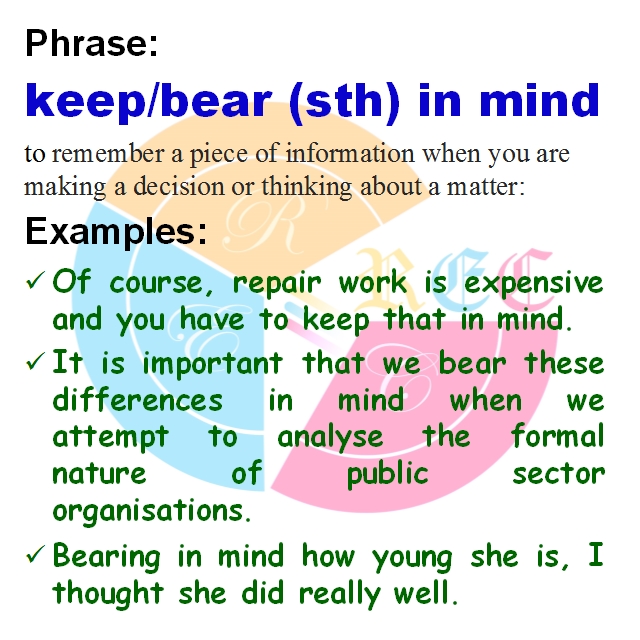 Phrase:
keep/bear (sth) in mind
to remember a piece of information when you are
making a decision or thinking about a matter:
Examples:
✓ Of course, repair work is expensive
and you have to keep that in mind.
✓ It is important that we bear these
differences in mind when we
attempt to analyse the formal
nature of public sector
organisations.
✓ Bearing in mind how young she is, I
thought she did really well.
R
REC
E
C